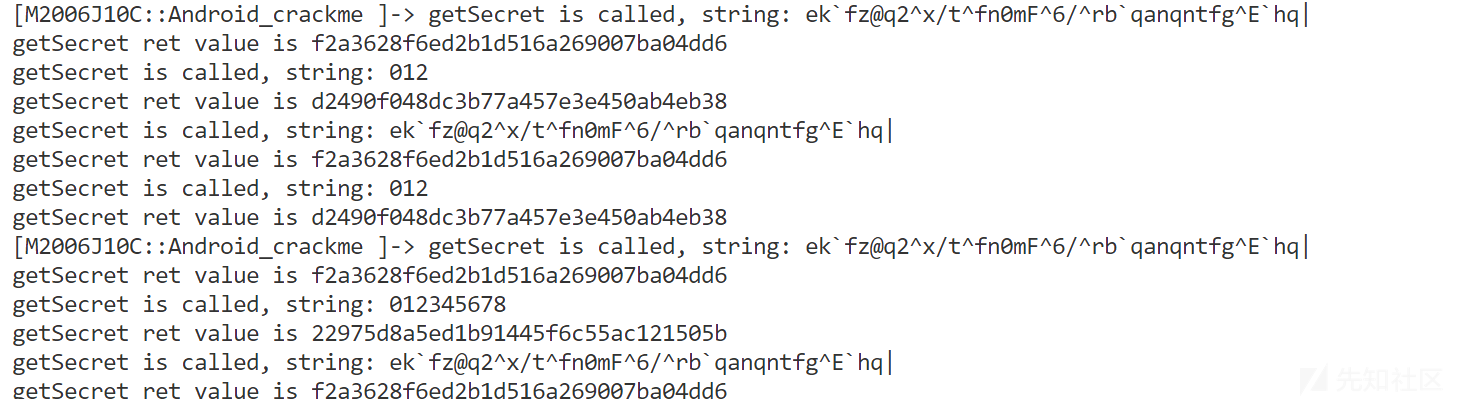 [M2006J10C::Android_crackme ]-> getSecret is called, string: ek`fz@q2^x/t^fn0mF^6/^rb`qanqntfg^E`hq|
getSecret ret value is f2a3628f6ed2b1d516a269007ba04dd6
getSecret is called, string: 012
getSecret ret value is d2490f048dc3b77a457e3e450ab4eb38
getSecret is called, string: ek`fz@q2^x/t^fn0mF^6/^rb`qanqntfg^E`hq|
getSecret ret value is f2a3628f6ed2b1d516a269007ba04dd6
getSecret is called, string: 012
getSecret ret value is d2490f048dc3b77a457e3e450ab4eb38
[M2006J10C::Android_crackme ]-> getSecret is called, string: ek`fz@q2^x/t^fn0mF^6/^rb`qanqntfg^E`hq|
getSecret ret value is f2a3628f6ed2b1d516a269007ba04dd6
getSecret is called, string: 012345678
getSecret ret value is 22975d8a5ed1b91445f6c55ac121505b
getSecret is called, string: ek`fz@q2^x/t^fn0mF^6/^rb`qanqntfg^E`hq|
getSecret ret value is f2a3628f6ed2b1d516a269007ba04dd6
先知社区